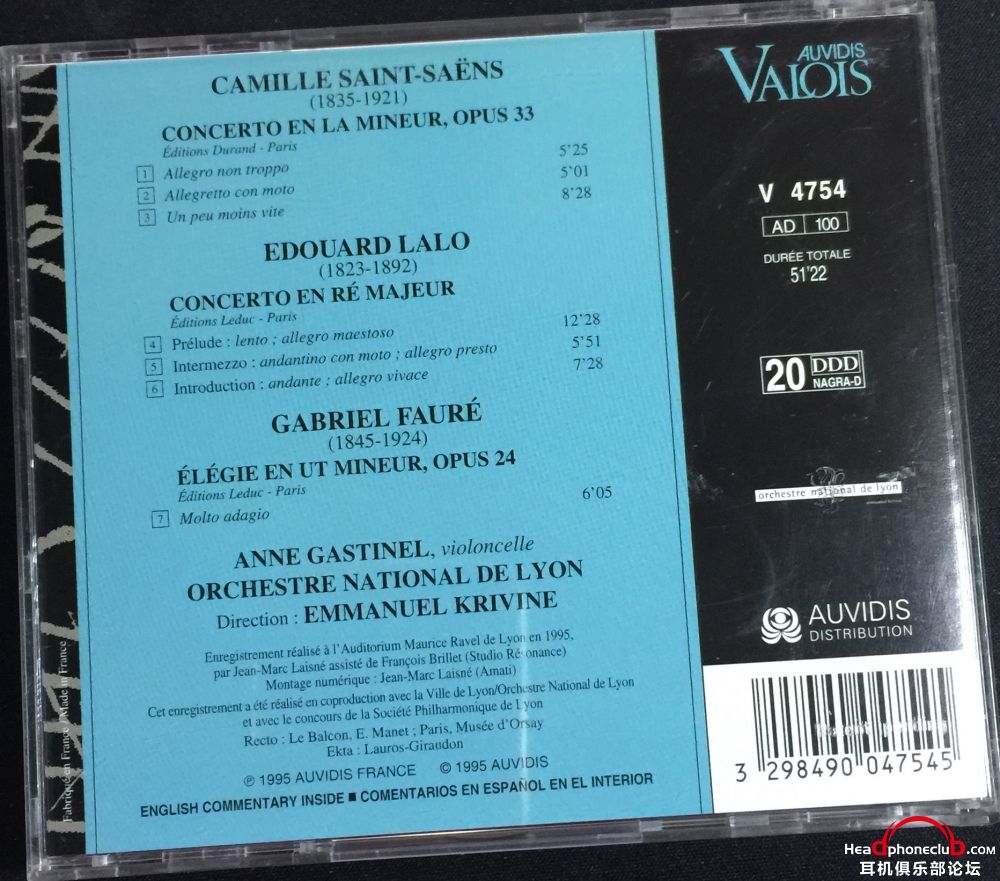 CAMILLE SAINT-SAËNS
(1835-1921)
CONCERTO EN LA MINEUR, OPUS 33
Éditions Durand - Paris
1 Allegro non troppo 5'25
2 Allegretto con moto 5'01
3 Un peu moins vite 8'28
EDOUARD LALO
(1823-1892)
CONCERTO EN RÉ MAJEUR
Éditions Leduc - Paris
4 Prélude : lento ; allegro maestoso 12'28
5 Intermezzo : andantino con moto ; allegro presto 5'51
6 Introduction : andante ; allegro vivace 7'28
GABRIEL FAURÉ
(1845-1924)
ÉLÉGIE EN UT MINEUR, OPUS 24
Éditions Leduc - Paris
7 Molto adagio 6'05
ANNE GASTINEL, violoncelle
ORCHESTRE NATIONAL DE LYON
Direction : EMMANUEL KRIVINE
Enregistrement réalisé à l'Auditorium Maurice Ravel de Lyon en 1995,
par Jean-Marc Laisné assisté de François Brillet (Studio Résonance)
Montage numérique : Jean-Marc Laisné (Amati)
Cet enregistrement a été réalisé en coproduction avec la Ville de Lyon/Orchestre National de Lyon
et avec le concours de la Société Philharmonique de Lyon
Recto : Le Balcon, E. Manet ; Paris, Musée d'Orsay
Ekta : Lauros-Giraudon
℗ 1995 AUVIDIS FRANCE © 1995 AUVIDIS
ENGLISH COMMENTARY INSIDE ■ COMENTARIOS EN ESPAÑOL EN EL INTERIOR
Fabriqué en France / Made in France
AUVIDIS
VALOIS
V 4754
AD 100
DURÉE TOTALE
51'22
20 DDD
NAGRA-D
orchestre national de lyon
AUVIDIS
DISTRIBUTION
3 298490 047545
Headphoneclub.com
耳机俱乐部论坛